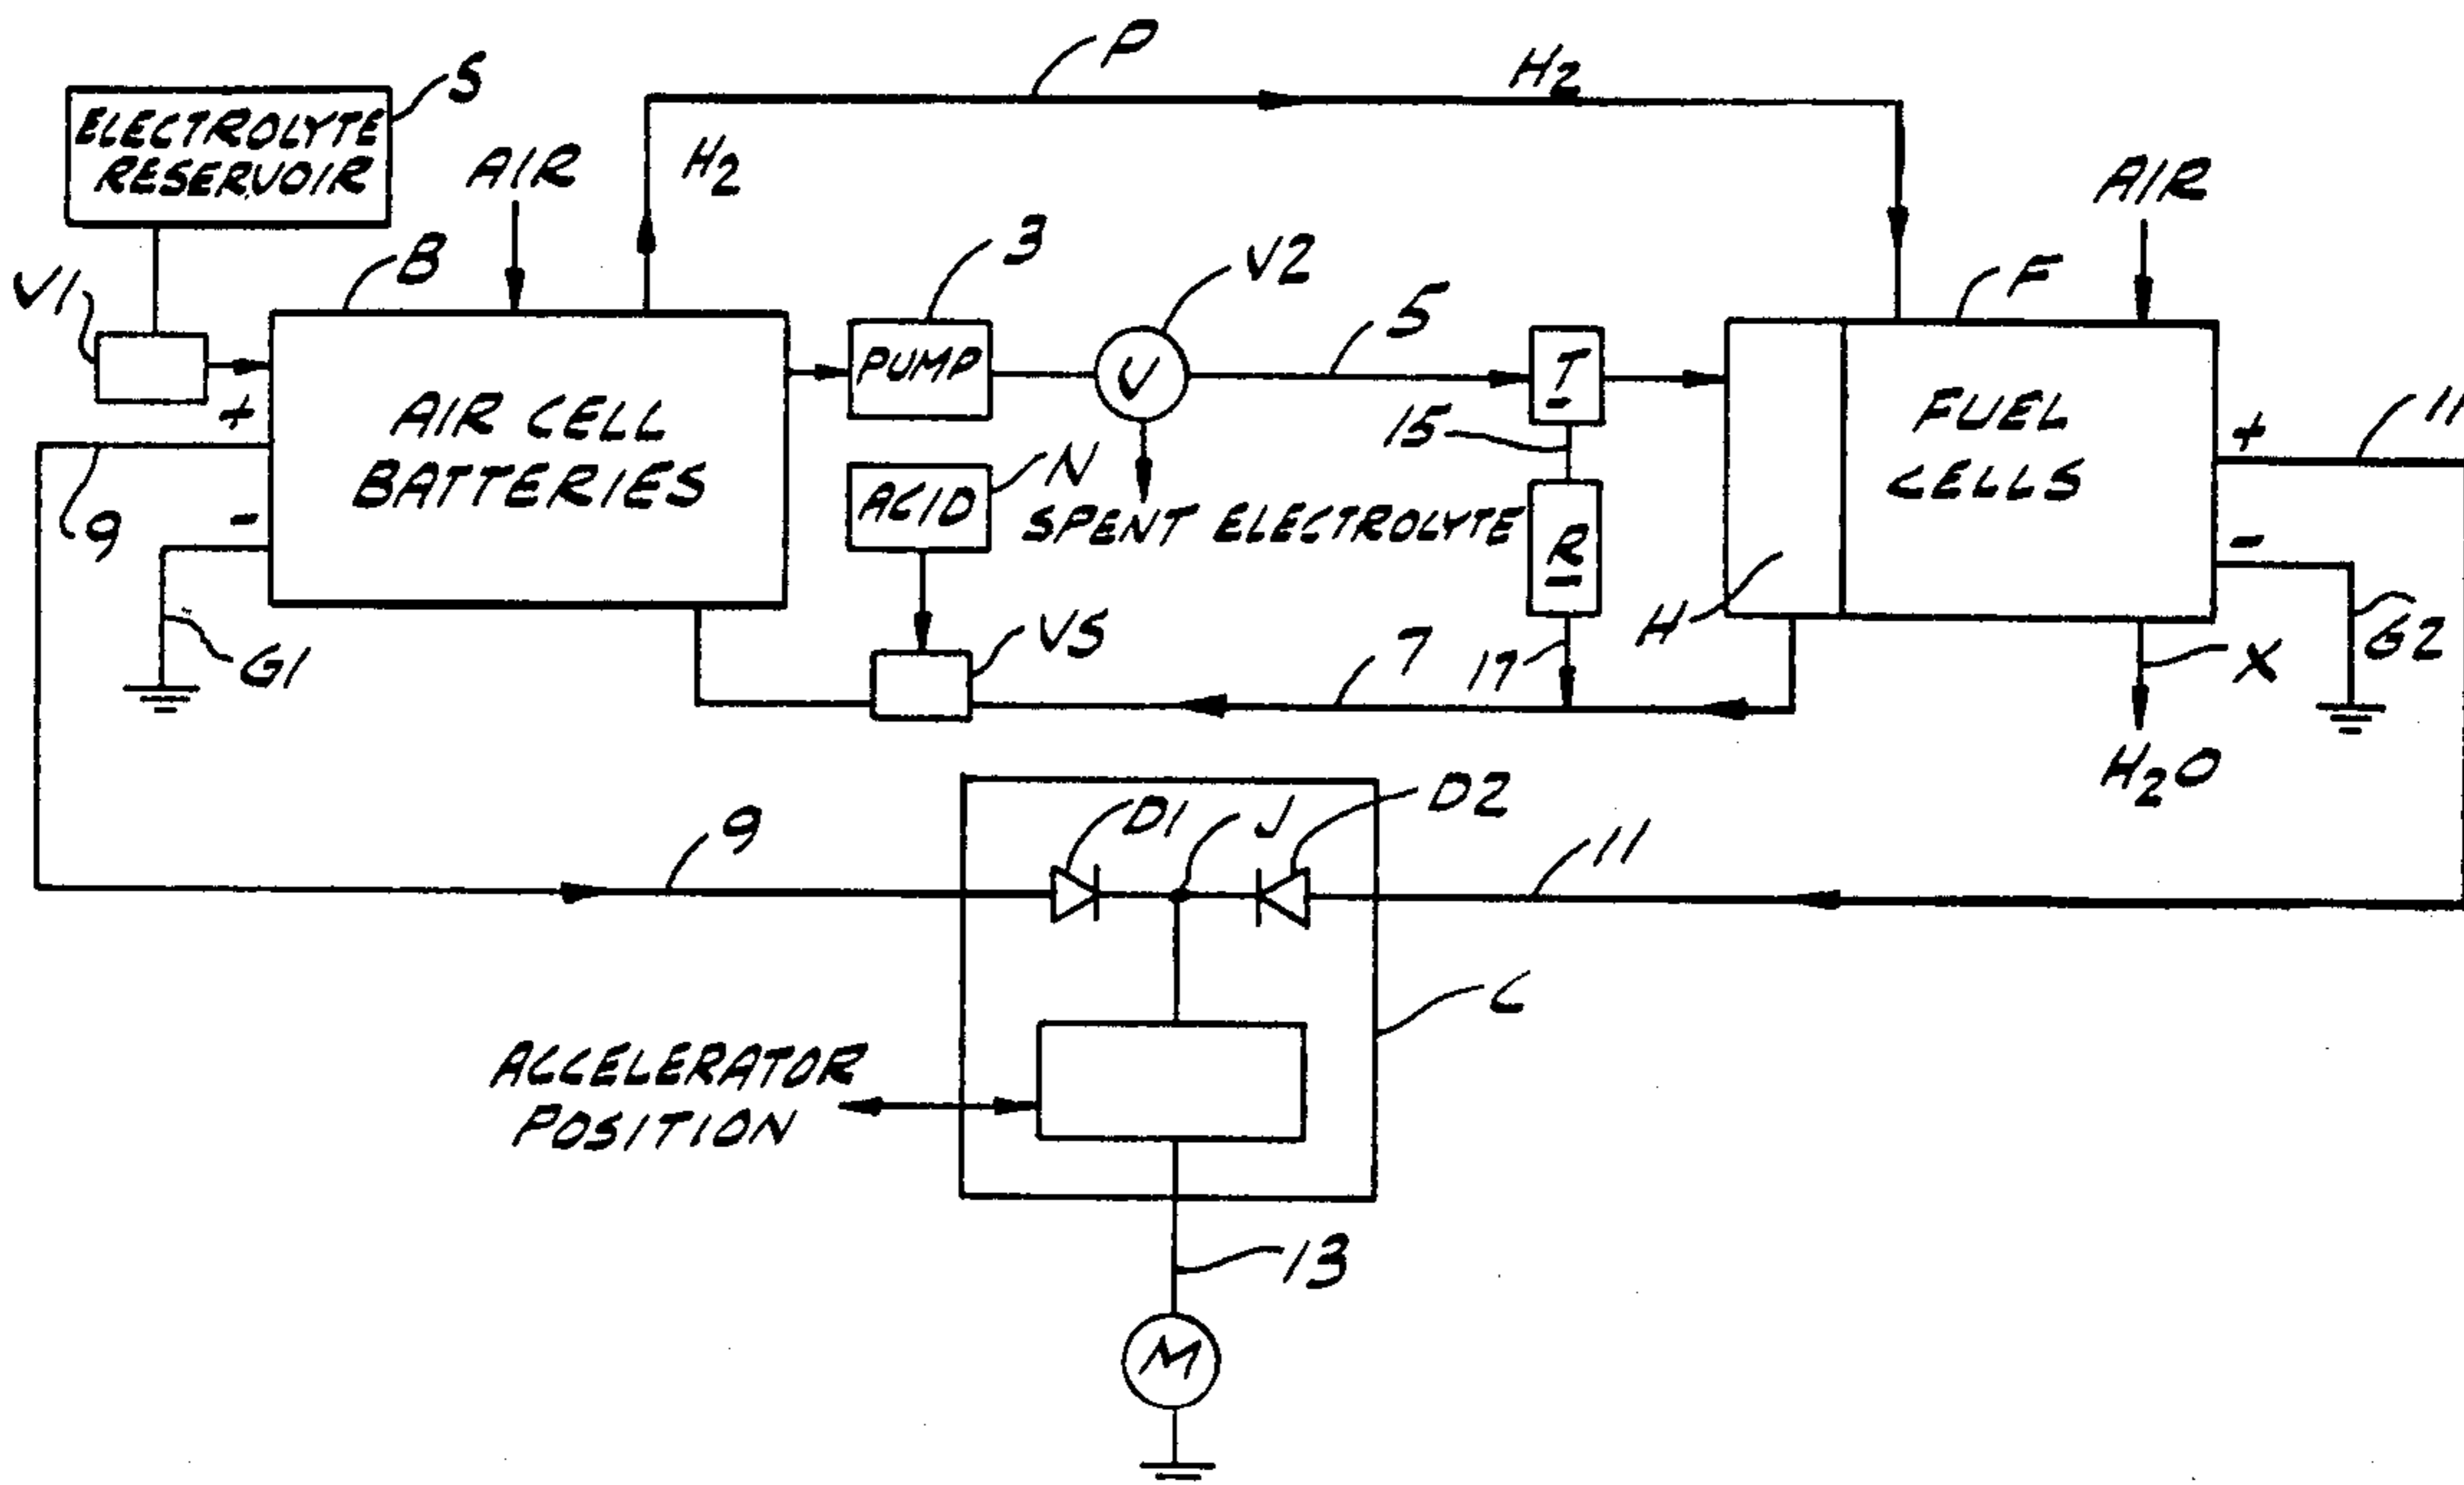 P
H2
S
ELECTROLYTE
RESERVOIR
AIR
H2
AIR
V1
B
3
V2
5
F
+
AIR CELL
BATTERIES
PUMP
V
T
FUEL
CELLS
+
11
15
9
-
ACID
N
SPENT ELECTROLYTE
R
-
G1
VS
7
17
H
X
G2
H2O
9
D1
J
D2
11
C
ACCELERATOR
POSITION
13
M